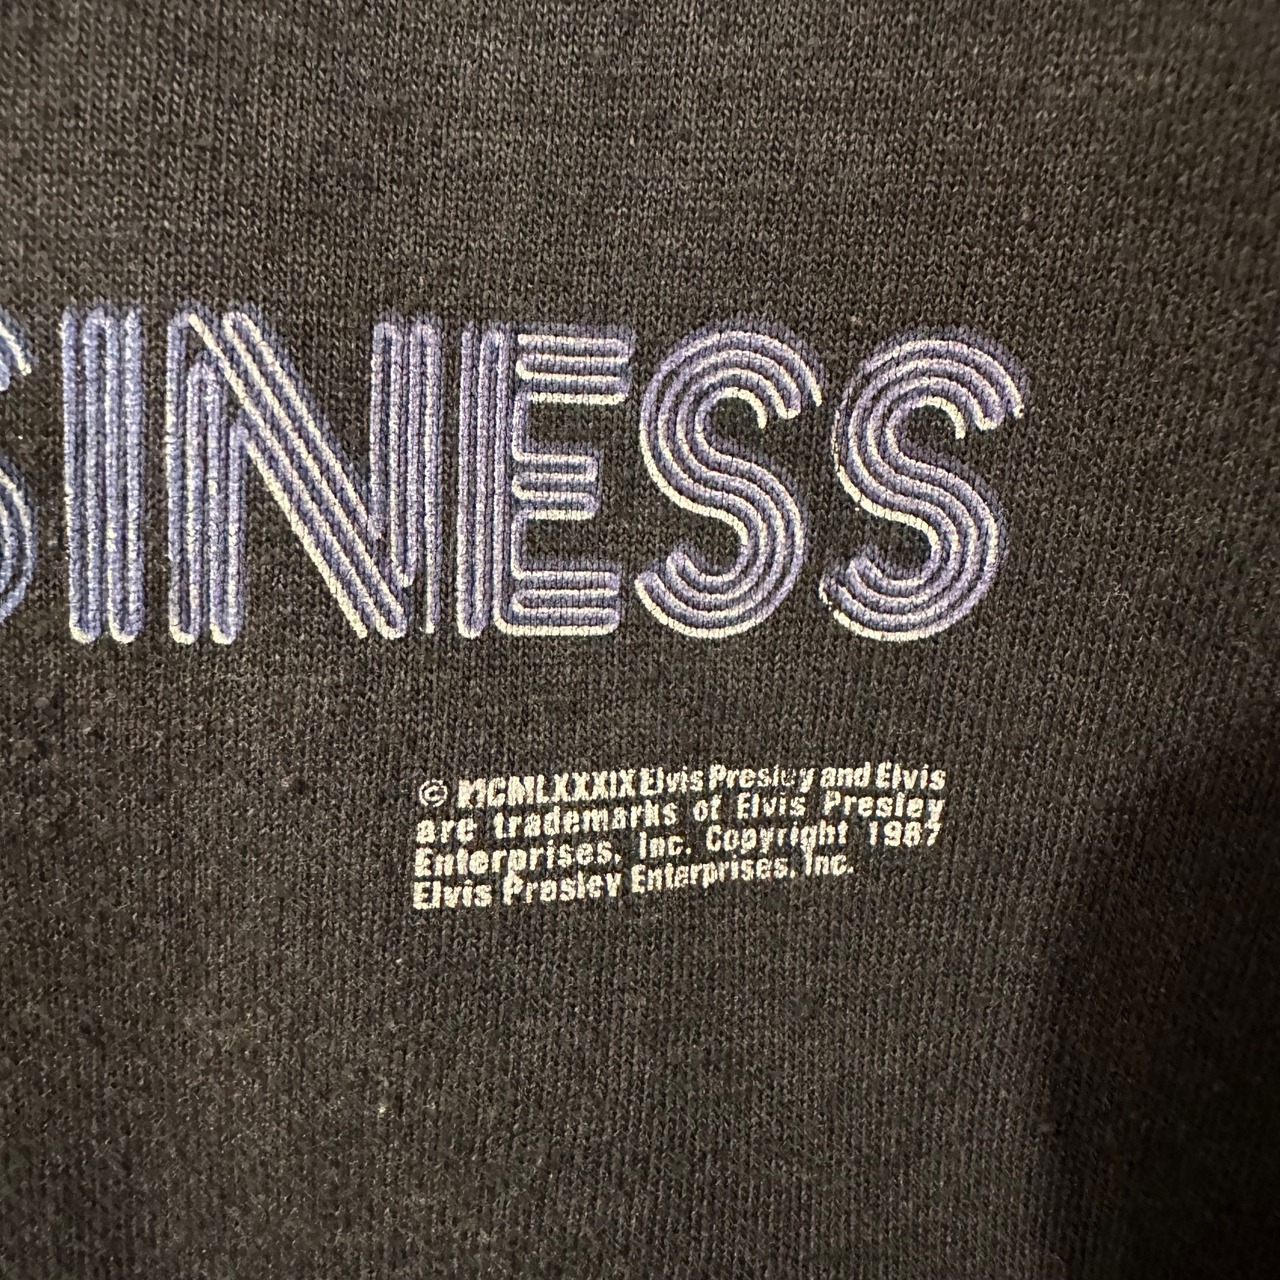 SINESS
© MCMLXXXIX Elvis Presley and Elvis
are trademarks of Elvis Presley
Enterprises, Inc. Copyright 1987
Elvis Presley Enterprises, Inc.